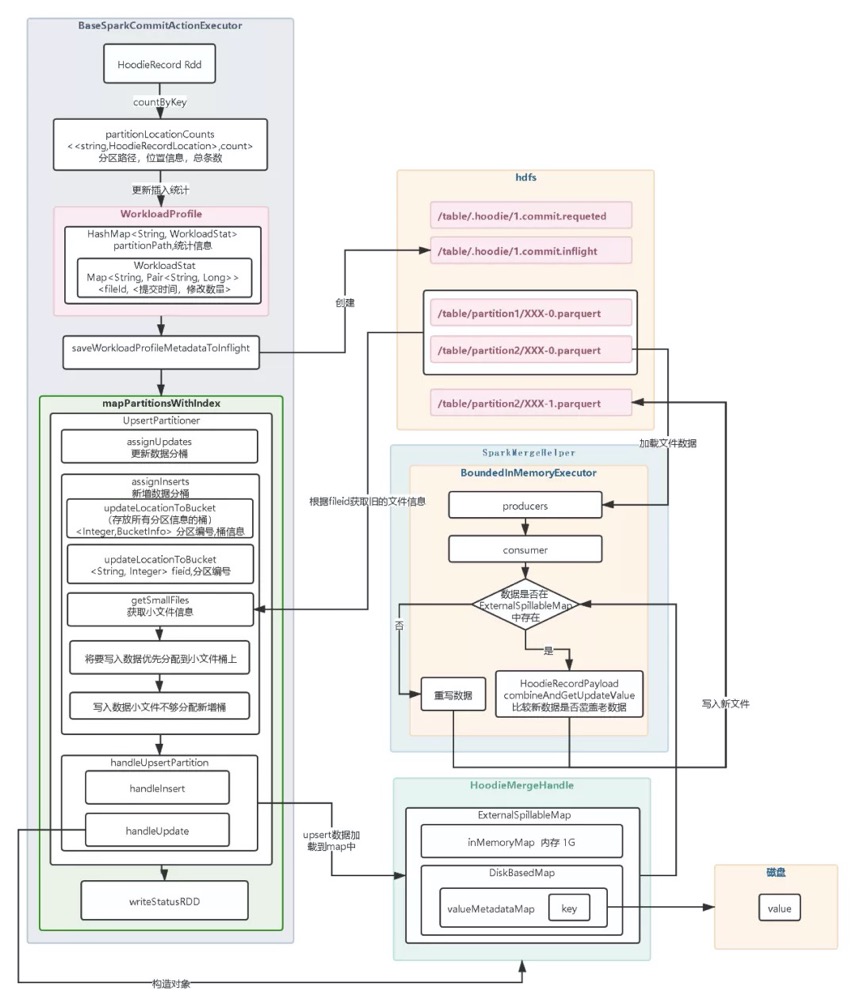 BaseSparkCommitActionExecutor
HoodieRecord Rdd
countByKey
partitionLocationCounts
<<string,HoodieRecordLocation>,count>
分区路径，位置信息，总条数
更新插入统计
WorkloadProfile
HashMap<String, WorkloadStat>
partitionPath,统计信息
WorkloadStat
Map<String, Pair<String, Long>>
<fileId, <提交时间，修改数量>
saveWorkloadProfileMetadataToInflight
创建
mapPartitionsWithIndex
UpsertPartitioner
assignUpdates
更新数据分桶
assignInserts
新增数据分桶
updateLocationToBucket
（存放所有分区信息的桶）
<Integer,BucketInfo> 分区编号,桶信息
updateLocationToBucket
<String, Integer> fieid,分区编号
getSmallFiles
获取小文件信息
将要写入数据优先分配到小文件桶上
写入数据小文件不够分配新增桶
handleUpsertPartition
handleInsert
handleUpdate
writeStatusRDD
构造对象
根据fileid获取旧的文件信息
upsert数据加
载到map中
hdfs
/table/.hoodie/1.commit.requeted
/table/.hoodie/1.commit.inflight
/table/partition1/XXX-0.parquert
/table/partition2/XXX-0.parquert
/table/partition2/XXX-1.parquert
加载文件数据
SparkMergeHelper
BoundedInMemoryExecutor
producers
consumer
数据是否在
ExternalSpillableMap
中存在
否
是
重写数据
HoodieRecordPayload
combineAndGetUpdateValue
比较新数据是否覆盖老数据
写入新文件
HoodieMergeHandle
ExternalSpillableMap
inMemoryMap 内存 1G
DiskBasedMap
valueMetadataMap
key
磁盘
value